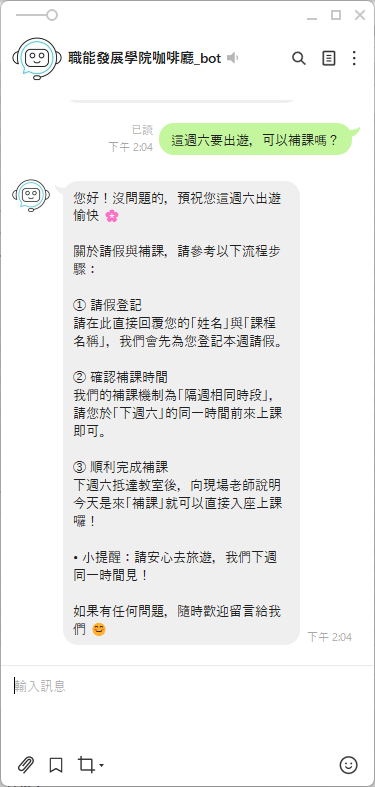 職能發展學院咖啡廳_bot
已讀
下午 2:04
這週六要出遊，可以補課嗎？
您好！沒問題的，預祝您這週六出遊
愉快 🌸
關於請假與補課，請參考以下流程步
驟：
① 請假登記
請在此直接回覆您的「姓名」與「課程
名稱」，我們會先為您登記本週請假。
② 確認補課時間
我們的補課機制為「隔週相同時段」，
請您於「下週六」的同一時間前來上課
即可。
③ 順利完成補課
下週六抵達教室後，向現場老師說明
今天是來「補課」就可以直接入座上課
囉！
• 小提醒：請安心去旅遊，我們下週
同一時間見！
如果有任何問題，隨時歡迎留言給我
們 😊
下午 2:04
輸入訊息